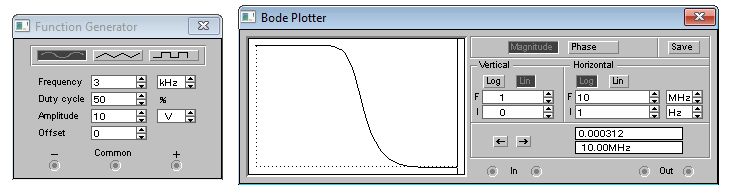 Function Generator
Frequency 3 kHz
Duty cycle 50 %
Amplitude 10 V
Offset 0
− Common +
Bode Plotter
Magnitude Phase Save
Vertical Horizontal
Log Lin Log Lin
F 1 F 10 MHz
I 0 I 1 Hz
← → 0.000312
10.00MHz
In Out